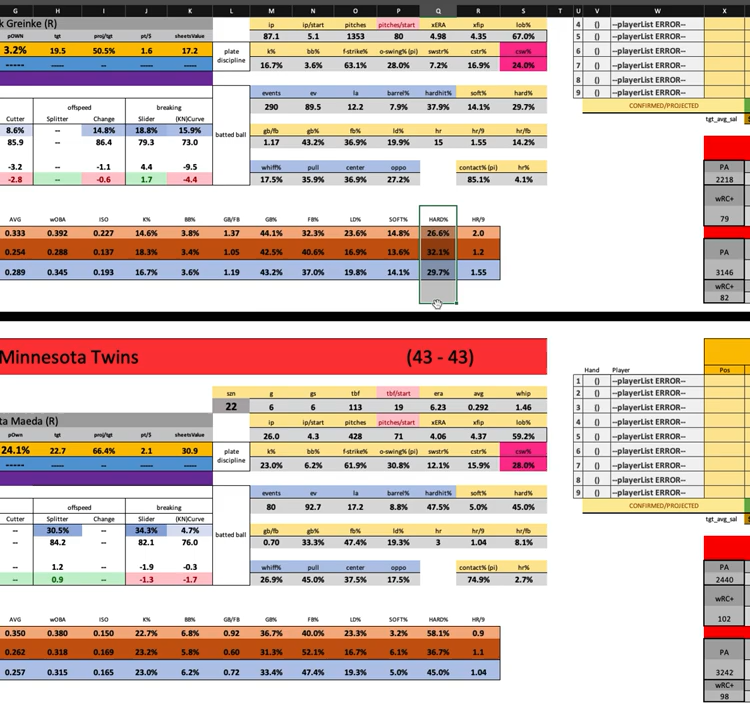 G H I J K L M N O P Q R S T U V W X
k Greinke (R) ip ip/start pitches pitches/start xERA xfip lob% 4 () --playerList ERROR--
pOWN tgt proj/tgt pt/$ sheetsValue 87.1 5.1 1353 80 4.98 4.35 67.0% 5 () --playerList ERROR--
3.2% 19.5 50.5% 1.6 17.2 plate discipline k% bb% f-strike% o-swing% (pi) swstr% cstr% csw% 6 () --playerList ERROR--
----- ---- ---- ---- ----- 16.7% 3.6% 63.1% 28.0% 7.2% 16.9% 24.0% 7 () --playerList ERROR--
8 () --playerList ERROR--
events ev la barrel% hardhit% soft% hard% 9 () --playerList ERROR--
offspeed breaking 290 89.5 12.2 7.9% 37.9% 14.1% 29.7% CONFIRMED/PROJECTED
Cutter Splitter Change Slider (KN)Curve tgt_avg_sal
8.6% -- 14.8% 18.8% 15.9% batted ball gb/fb gb% fb% ld% hr hr/9 hr/fb
85.9 -- 86.4 79.3 73.0 1.17 43.2% 36.9% 19.9% 15 1.55 14.2%
-3.2 -1.1 4.4 -9.5 whiff% pull center oppo contact% (pi) hr% PA
-2.8 -- -0.6 1.7 -4.4 17.5% 35.9% 36.9% 27.2% 85.1% 4.1% 2218
wRC+
AVG wOBA ISO K% BB% GB/FB GB% FB% LD% SOFT% HARD% HR/9 79
0.333 0.392 0.227 14.6% 3.8% 1.37 44.1% 32.3% 23.6% 14.8% 26.6% 2.0
0.254 0.288 0.137 18.3% 3.4% 1.05 42.5% 40.6% 16.9% 13.6% 32.1% 1.2 PA
0.289 0.345 0.193 16.7% 3.6% 1.19 43.2% 37.0% 19.8% 14.1% 29.7% 1.55 3146
wRC+
82
Minnesota Twins (43 - 43)
Hand Player Pos
szn g gs tbf tbf/start era avg whip 1 () --playerList ERROR--
22 6 6 113 19 6.23 0.292 1.46 2 () --playerList ERROR--
ta Maeda (R) ip ip/start pitches pitches/start xERA xfip lob% 3 () --playerList ERROR--
pOwn tgt proj/tgt pt/$ sheetsValue 26.0 4.3 428 71 4.06 4.37 59.2% 4 () --playerList ERROR--
24.1% 22.7 66.4% 2.1 30.9 plate discipline k% bb% f-strike% o-swing% (pi) swstr% cstr% csw% 5 () --playerList ERROR--
----- ---- ---- ---- ----- 23.0% 6.2% 61.9% 30.8% 12.1% 15.9% 28.0% 6 () --playerList ERROR--
7 () --playerList ERROR--
8 () --playerList ERROR--
events ev la barrel% hardhit% soft% hard% 9 () --playerList ERROR--
offspeed breaking 80 92.7 17.2 8.8% 47.5% 5.0% 45.0% CONFIRMED/PROJECTED
Cutter Splitter Change Slider (KN)Curve tgt_avg_sal
-- 30.5% -- 34.3% 4.7% batted ball gb/fb gb% fb% ld% hr hr/9 hr/fb
-- 84.2 -- 82.1 76.0 0.70 33.3% 47.4% 19.3% 3 1.04 8.1%
1.2 -1.9 -0.3 whiff% pull center oppo contact% (pi) hr% PA
-- 0.9 -- -1.3 -1.7 26.9% 45.0% 37.5% 17.5% 74.9% 2.7% 2440
wRC+
AVG wOBA ISO K% BB% GB/FB GB% FB% LD% SOFT% HARD% HR/9 102
0.350 0.380 0.150 22.7% 6.8% 0.92 36.7% 40.0% 23.3% 3.2% 58.1% 0.9
0.262 0.318 0.169 23.2% 5.8% 0.60 31.3% 52.1% 16.7% 6.1% 36.7% 1.1 PA
0.257 0.315 0.165 23.0% 6.2% 0.72 33.4% 47.4% 19.3% 5.0% 45.0% 1.04 3242
wRC+
98